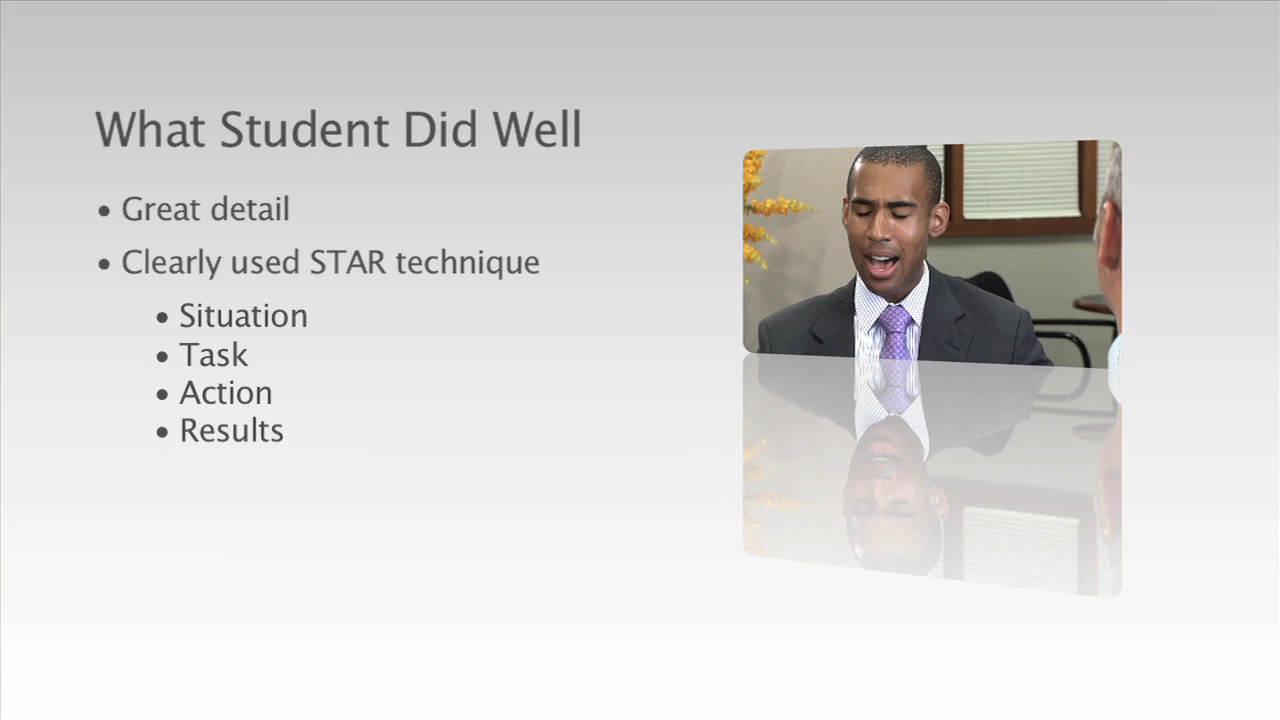 What Student Did Well
• Great detail
• Clearly used STAR technique
• Situation
• Task
• Action
• Results